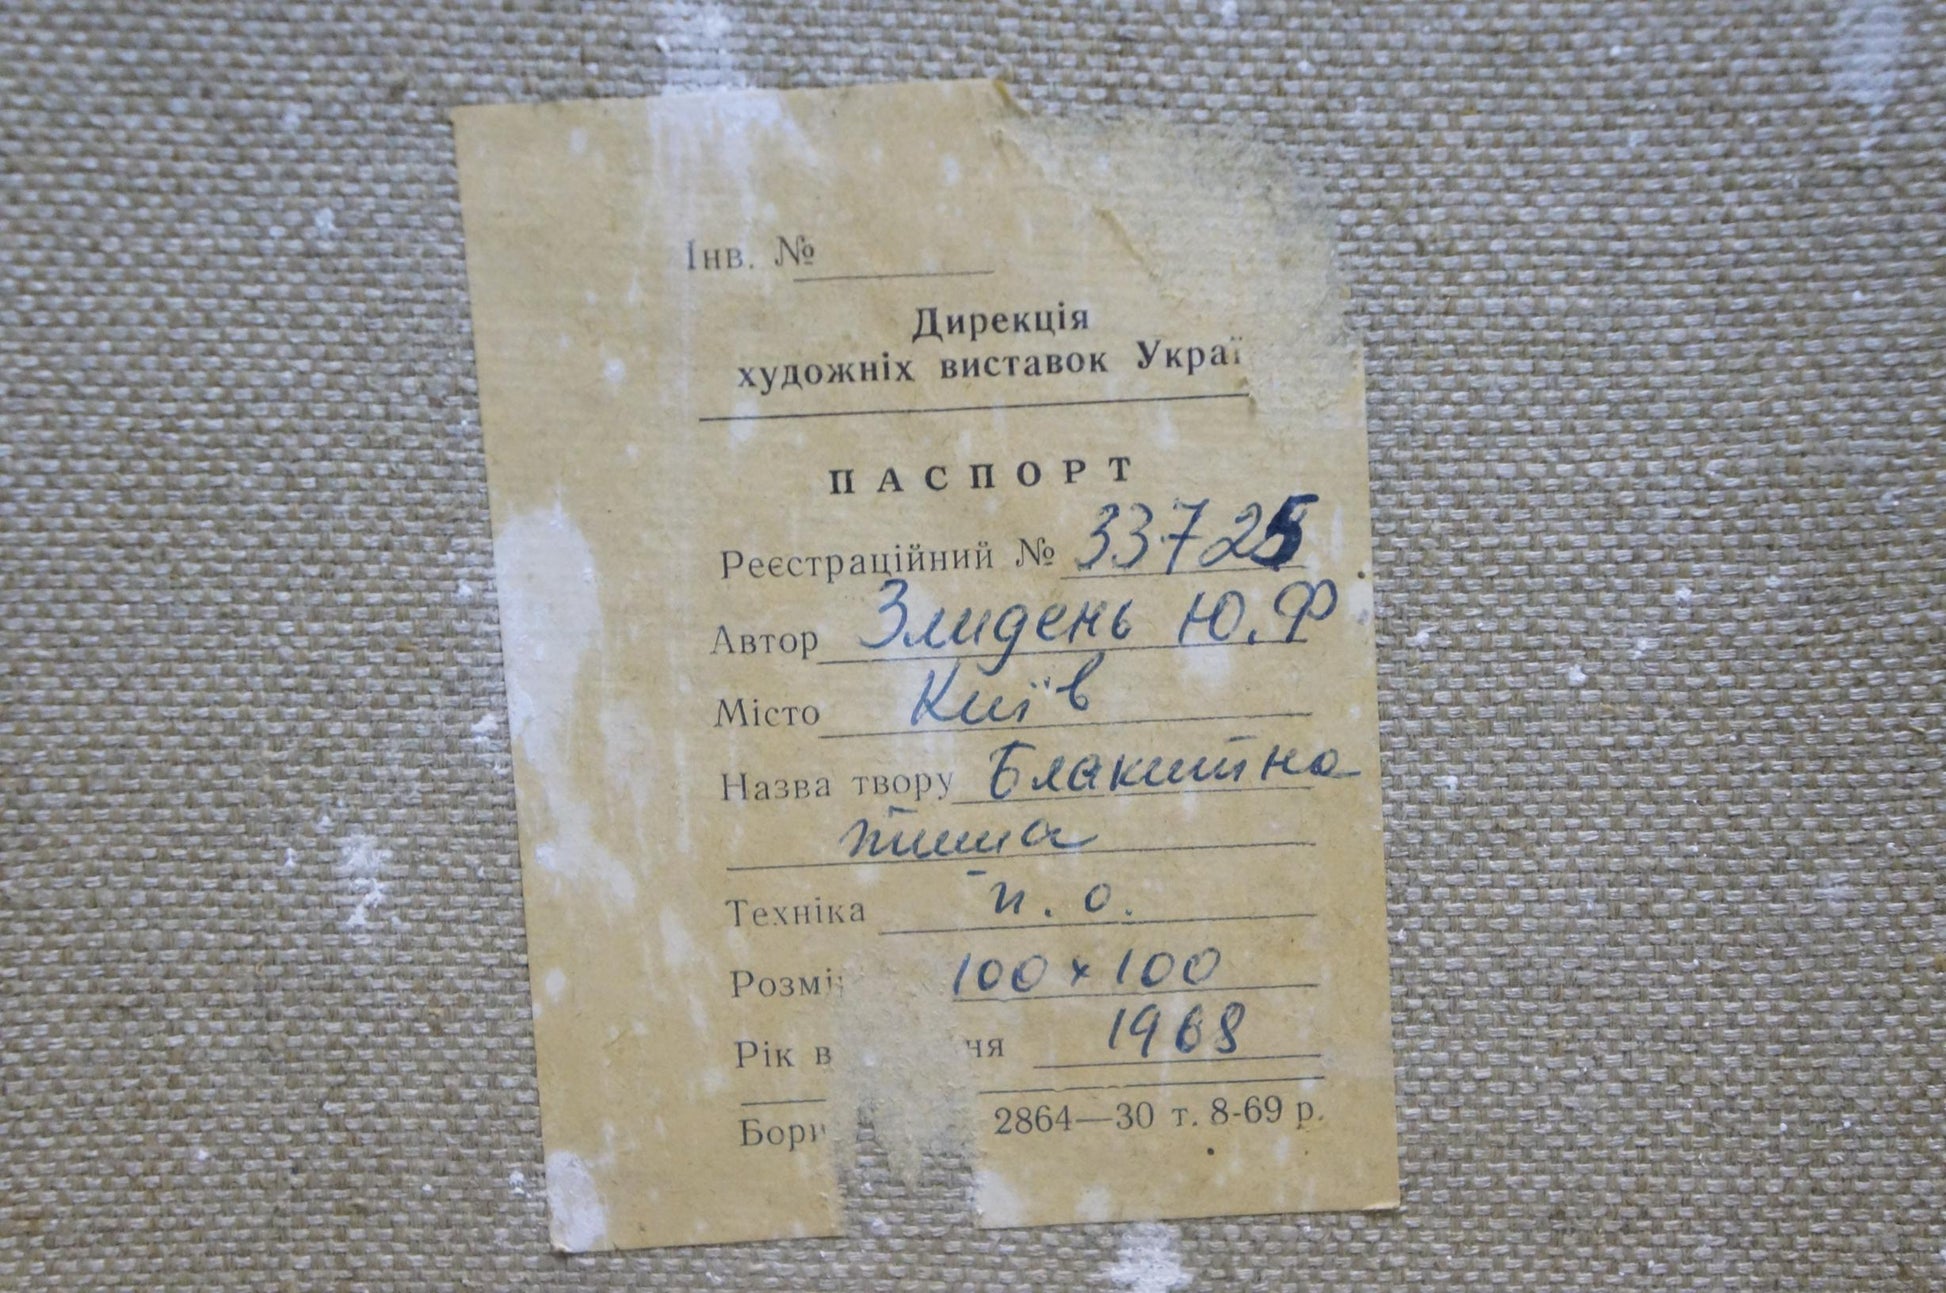 Інв. №
Дирекція
художніх виставок Украї
ПАСПОРТ
Реєстраційний № 33725
Автор Злидень Ю.Ф
Місто Київ
Назва твору Блакитна
тиша
Техніка п. о.
Розмі 100×100
Рік в ня 1968
Бори 2864—30 т. 8-69 р.